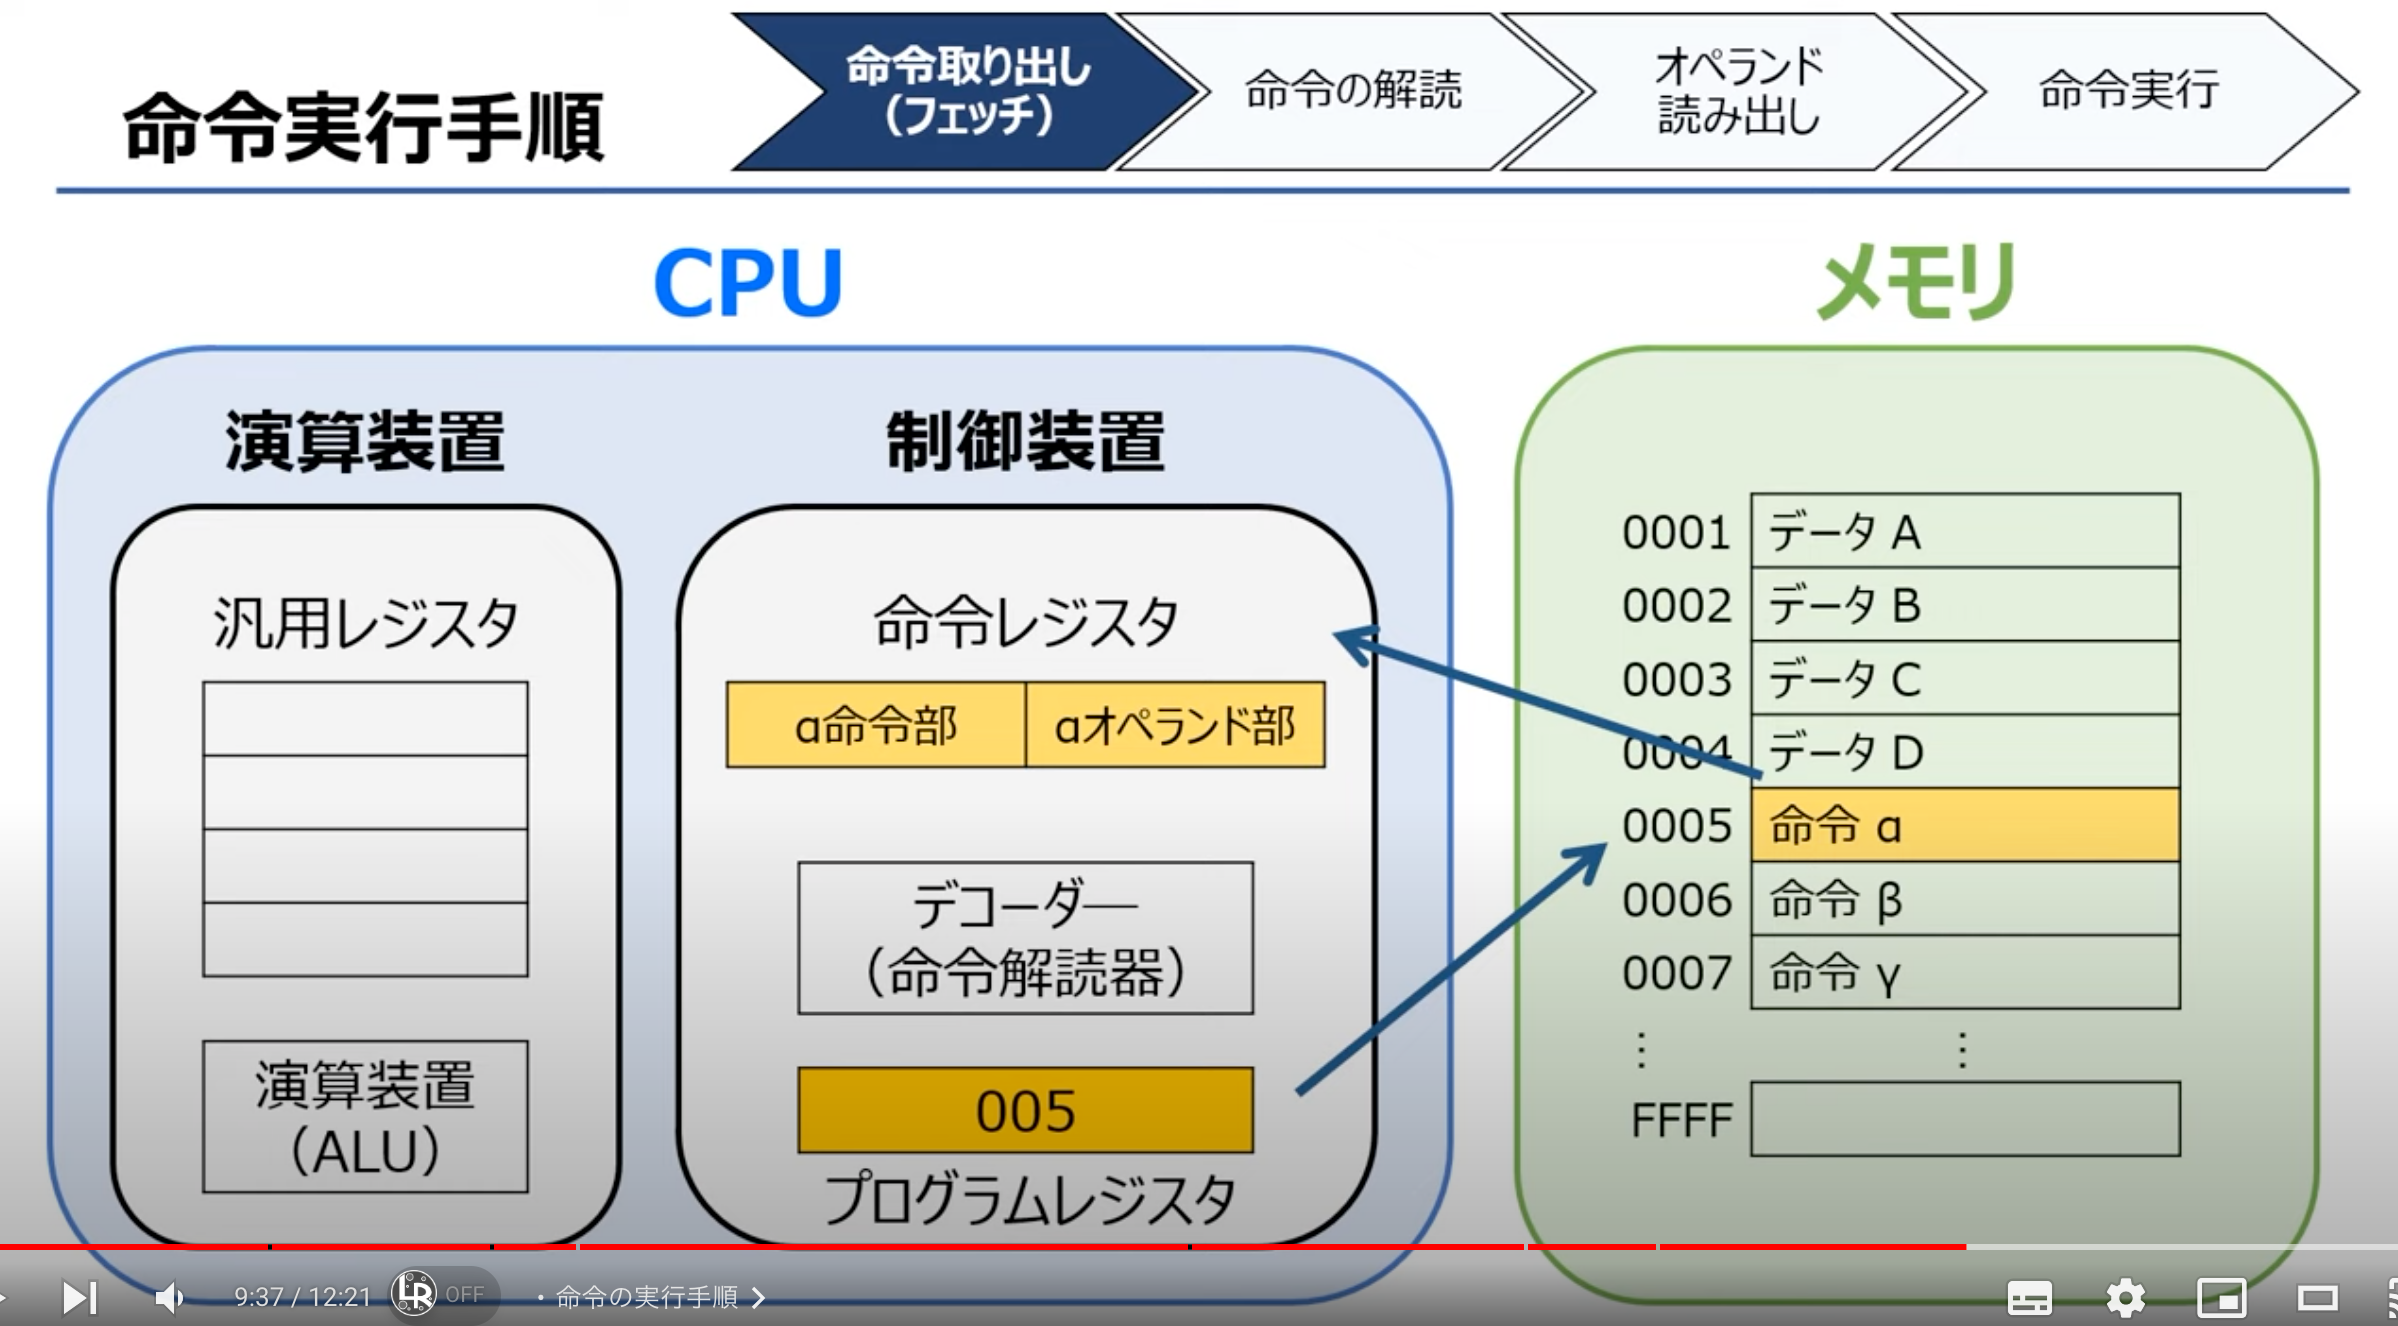 命令実行手順
命令取り出し
（フェッチ）
命令の解読
オペランド
読み出し
命令実行
CPU
メモリ
演算装置
制御装置
汎用レジスタ
演算装置
（ALU）
命令レジスタ
α命令部
αオペランド部
デコーダ―
（命令解読器）
005
プログラムレジスタ
0001 データ A
0002 データ B
0003 データ C
0004 データ D
0005 命令 α
0006 命令 β
0007 命令 γ
⋮ ⋮
FFFF
9:37 / 12:21 LR OFF ・ 命令の実行手順